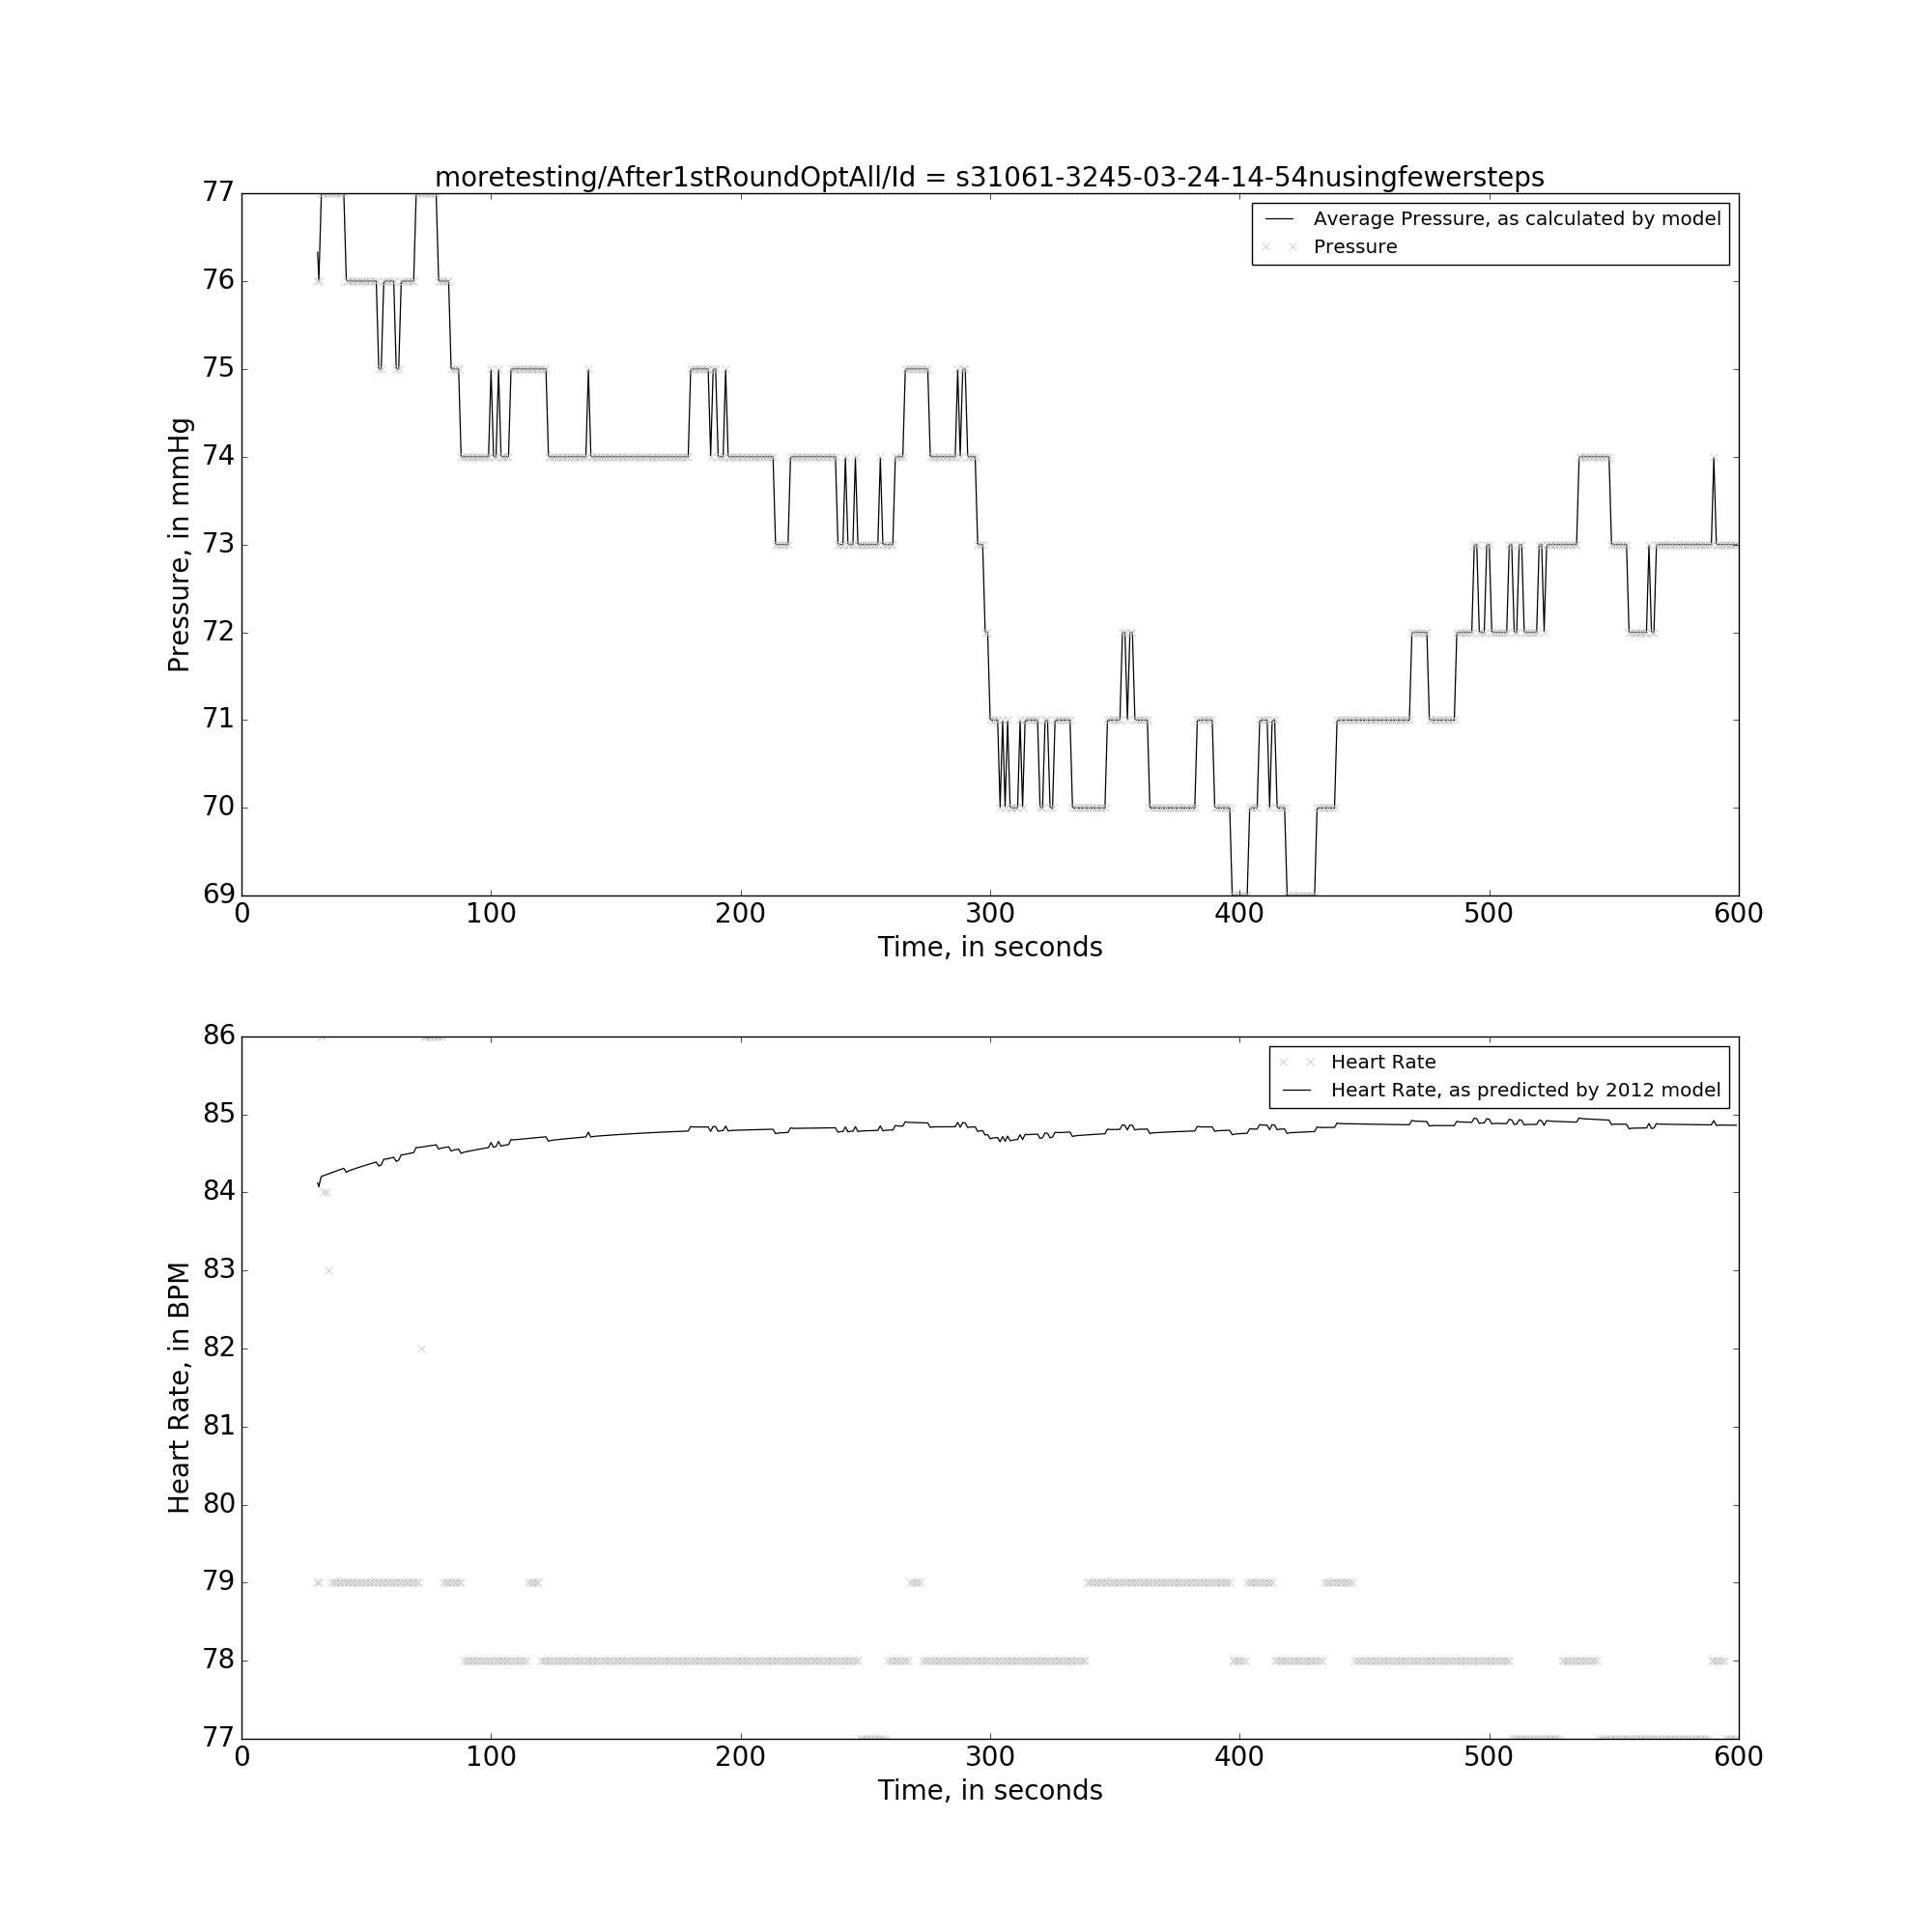 moretesting/After1stRoundOptAll/Id = s31061-3245-03-24-14-54nusingfewersteps
77
76
75
74
73
72
71
70
69
Pressure, in mmHg
Average Pressure, as calculated by model
Pressure
0 100 200 300 400 500 600
Time, in seconds
86
85
84
83
82
81
80
79
78
77
Heart Rate, in BPM
Heart Rate
Heart Rate, as predicted by 2012 model
0 100 200 300 400 500 600
Time, in seconds